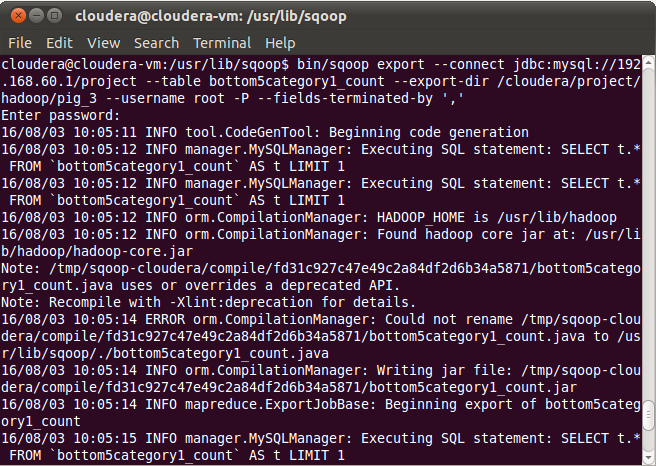 cloudera@cloudera-vm: /usr/lib/sqoop
File Edit View Search Terminal Help
cloudera@cloudera-vm:/usr/lib/sqoop$ bin/sqoop export --connect jdbc:mysql://192
.168.60.1/project --table bottom5category1_count --export-dir /cloudera/project/
hadoop/pig_3 --username root -P --fields-terminated-by ','
Enter password:
16/08/03 10:05:11 INFO tool.CodeGenTool: Beginning code generation
16/08/03 10:05:12 INFO manager.MySQLManager: Executing SQL statement: SELECT t.*
 FROM `bottom5category1_count` AS t LIMIT 1
16/08/03 10:05:12 INFO manager.MySQLManager: Executing SQL statement: SELECT t.*
 FROM `bottom5category1_count` AS t LIMIT 1
16/08/03 10:05:12 INFO orm.CompilationManager: HADOOP_HOME is /usr/lib/hadoop
16/08/03 10:05:12 INFO orm.CompilationManager: Found hadoop core jar at: /usr/li
b/hadoop/hadoop-core.jar
Note: /tmp/sqoop-cloudera/compile/fd31c927c47e49c2a84df2d6b34a5871/bottom5catego
ry1_count.java uses or overrides a deprecated API.
Note: Recompile with -Xlint:deprecation for details.
16/08/03 10:05:14 ERROR orm.CompilationManager: Could not rename /tmp/sqoop-clou
dera/compile/fd31c927c47e49c2a84df2d6b34a5871/bottom5category1_count.java to /us
r/lib/sqoop/./bottom5category1_count.java
16/08/03 10:05:14 INFO orm.CompilationManager: Writing jar file: /tmp/sqoop-clou
dera/compile/fd31c927c47e49c2a84df2d6b34a5871/bottom5category1_count.jar
16/08/03 10:05:14 INFO mapreduce.ExportJobBase: Beginning export of bottom5categ
ory1_count
16/08/03 10:05:15 INFO manager.MySQLManager: Executing SQL statement: SELECT t.*
 FROM `bottom5category1_count` AS t LIMIT 1